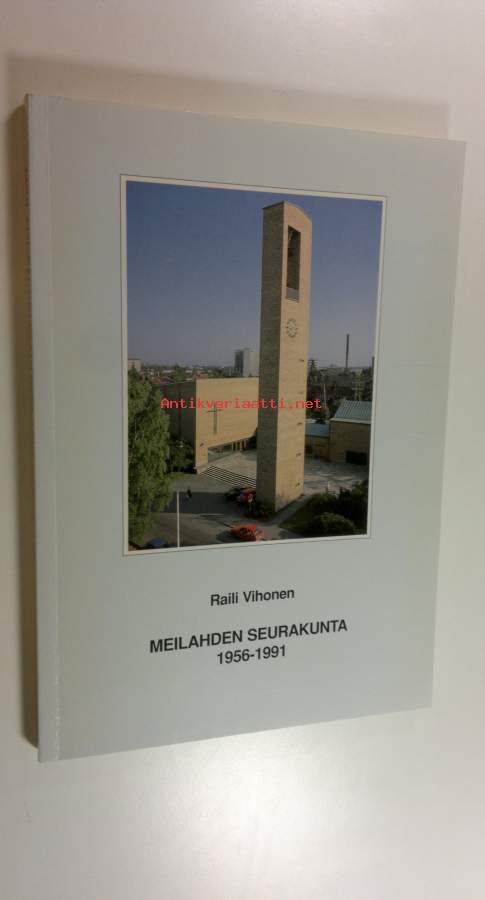 Antikvariaatti.net
Raili Vihonen
MEILAHDEN SEURAKUNTA
1956-1991